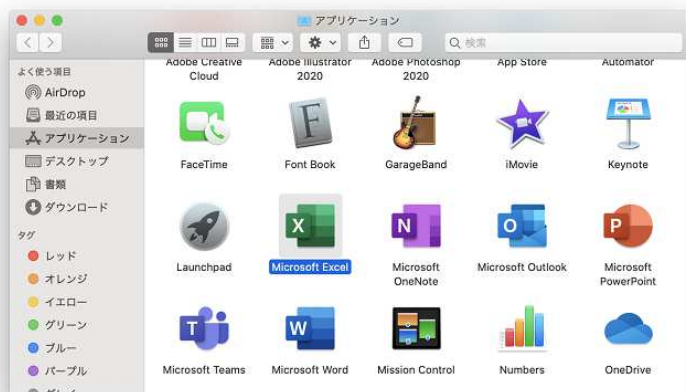 アプリケーション
検索
よく使う項目
AirDrop
最近の項目
アプリケーション
デスクトップ
書類
ダウンロード
タグ
レッド
オレンジ
イエロー
グリーン
ブルー
パープル
Adobe Creative
Cloud
Adobe Illustrator
2020
Adobe Photoshop
2020
App Store
Automator
FaceTime
Font Book
GarageBand
iMovie
Keynote
Launchpad
Microsoft Excel
Microsoft
OneNote
Microsoft Outlook
Microsoft
PowerPoint
Microsoft Teams
Microsoft Word
Mission Control
Numbers
OneDrive